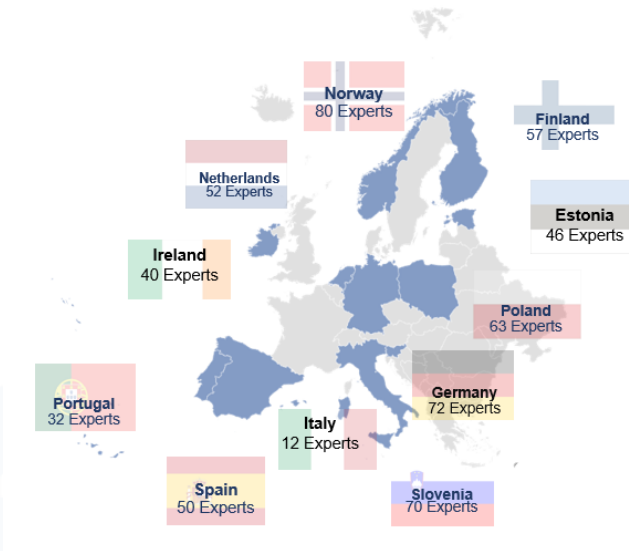 Norway
80 Experts
Finland
57 Experts
Netherlands
52 Experts
Estonia
46 Experts
Ireland
40 Experts
Poland
63 Experts
Germany
72 Experts
Portugal
32 Experts
Italy
12 Experts
Spain
50 Experts
Slovenia
70 Experts